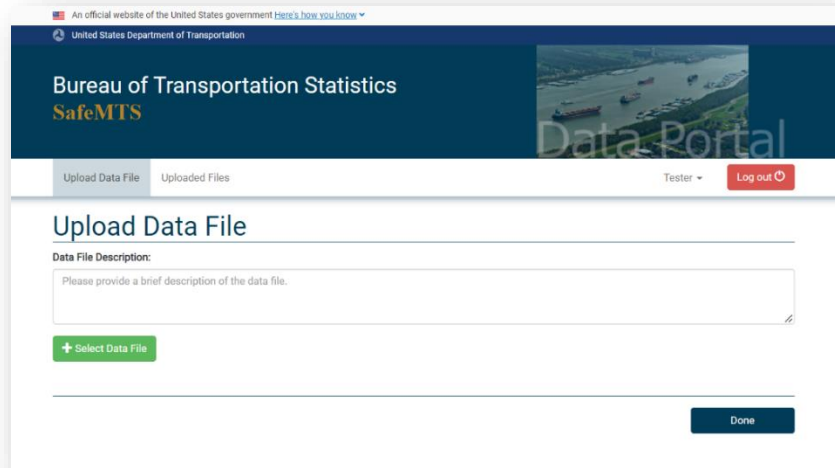 An official website of the United States government Here's how you know
United States Department of Transportation
Bureau of Transportation Statistics
SafeMTS
Data Portal
Upload Data File Uploaded Files Tester Log out
Upload Data File
Data File Description:
Please provide a brief description of the data file.
Select Data File
Done